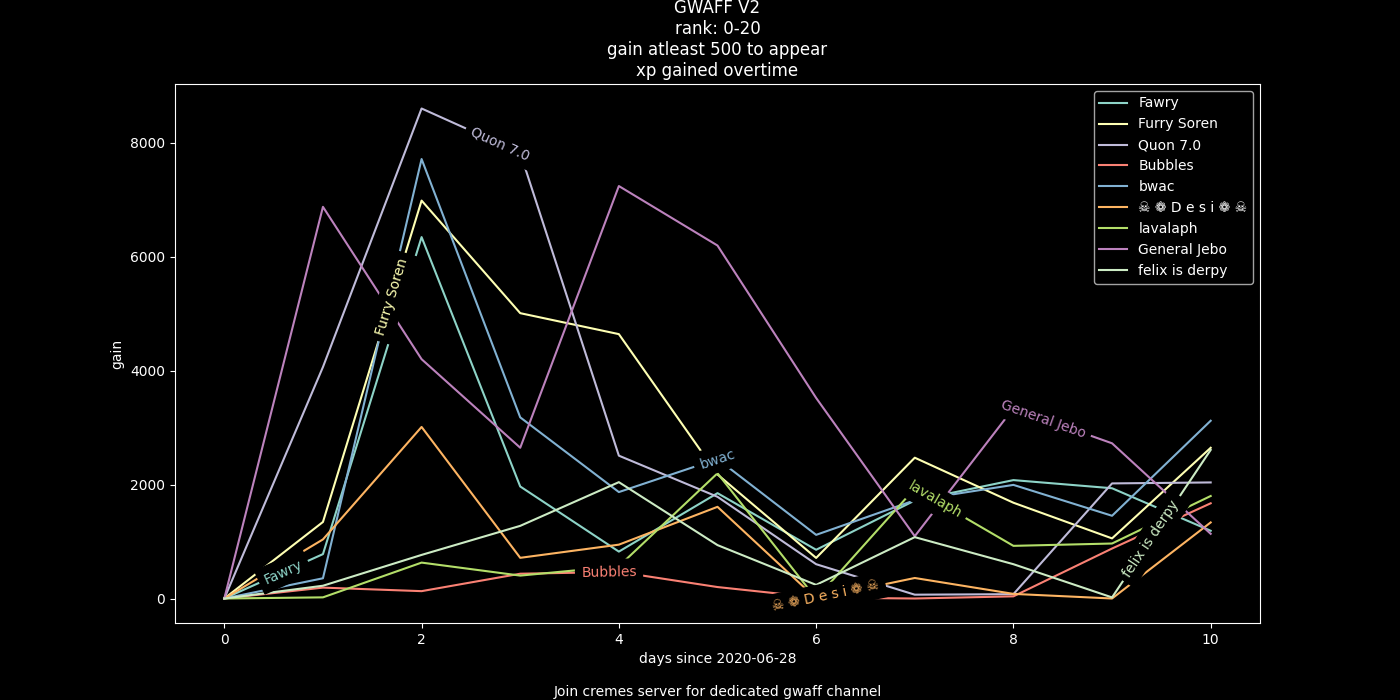 GWAFF V2
rank: 0-20
gain atleast 500 to appear
xp gained overtime
Fawry
Furry Soren
Quon 7.0
Bubbles
bwac
☠ ❁ D e s i ❁ ☠
lavalaph
General Jebo
felix is derpy
8000
6000
4000
2000
0
gain
Quon 7.0
Furry Soren
General Jebo
bwac
lavalaph
felix is derpy
Fawry
Bubbles
☠ ❁ D e s i ❁ ☠
0
2
4
6
8
10
days since 2020-06-28
Join cremes server for dedicated gwaff channel